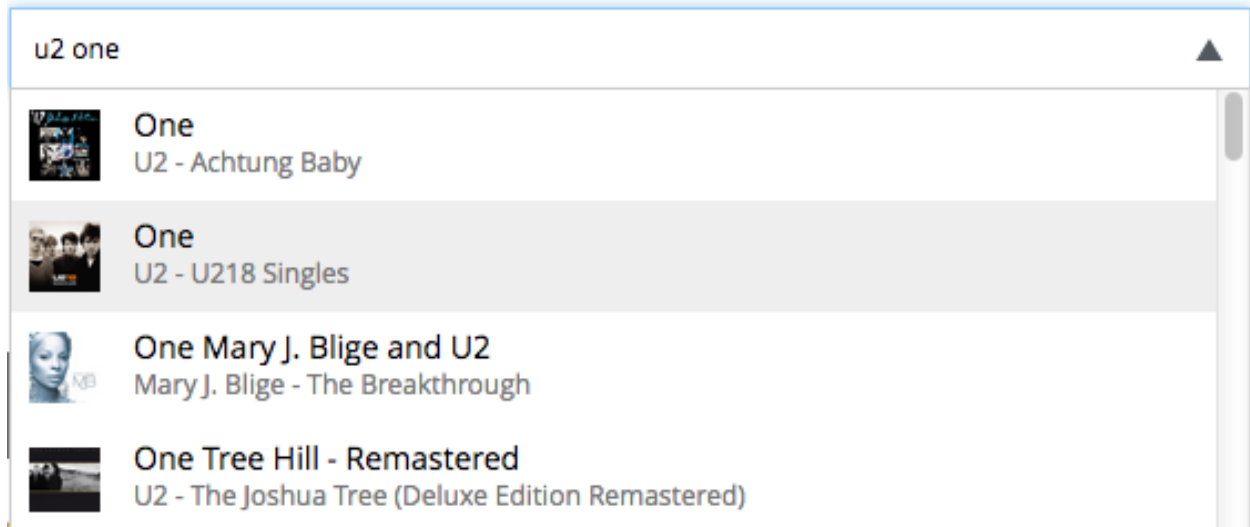 u2 one
One
U2 - Achtung Baby
One
U2 - U218 Singles
One Mary J. Blige and U2
Mary J. Blige - The Breakthrough
One Tree Hill - Remastered
U2 - The Joshua Tree (Deluxe Edition Remastered)